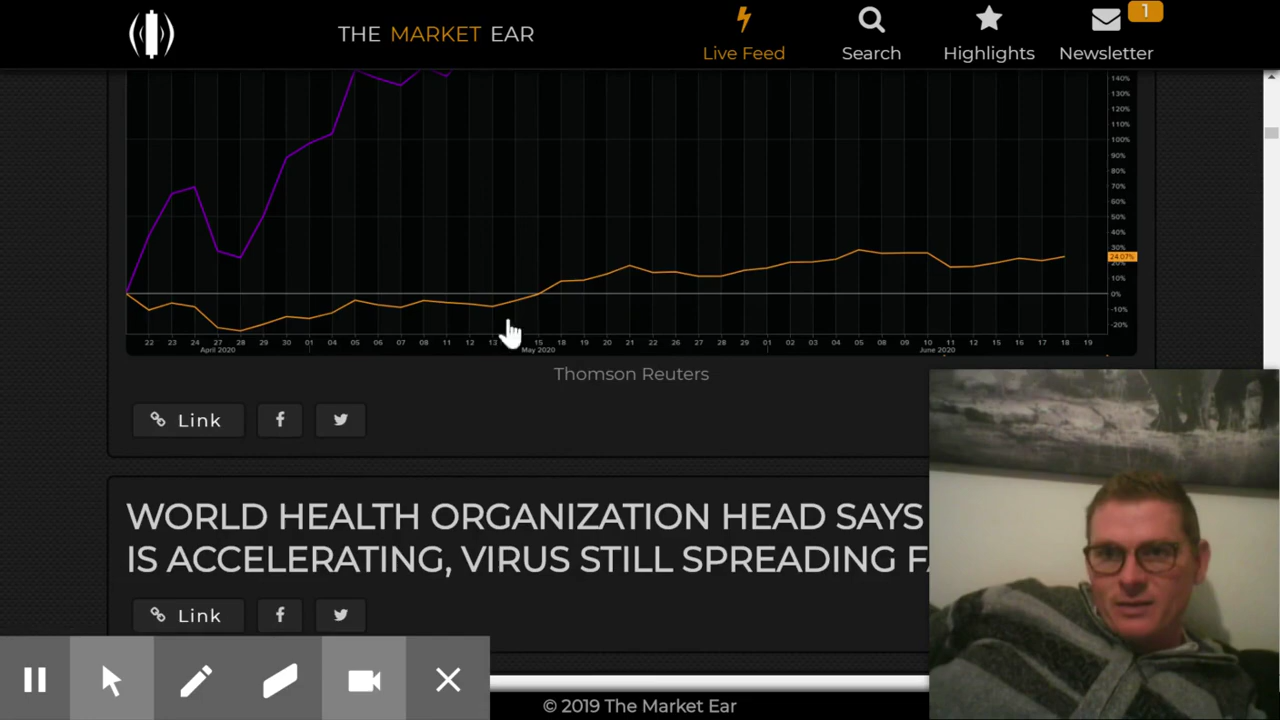 THE MARKET EAR
Live Feed
Search
Highlights
1
Newsletter
140%
130%
120%
110%
100%
90%
80%
70%
60%
50%
40%
30%
24.07%
20%
10%
0%
-10%
-20%
22 23 24 27 28 29 30 01 04 05 06 07 08 11 12 13 15 18 19 20 21 22 26 27 28 29 01 02 03 04 05 08 09 10 11 12 15 16 17 18 19
April 2020 May 2020 June 2020
Thomson Reuters
Link
WORLD HEALTH ORGANIZATION HEAD SAYS
IS ACCELERATING, VIRUS STILL SPREADING
Link
© 2019 The Market Ear